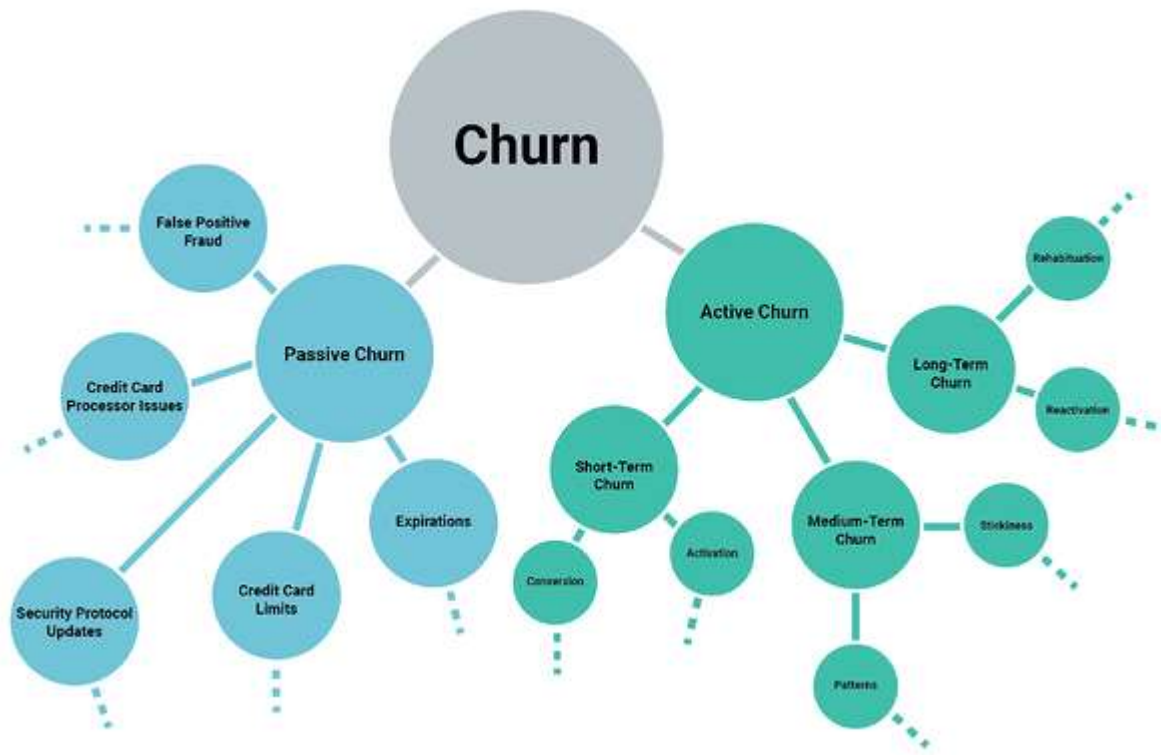 Churn
False Positive
Fraud
Passive Churn
Credit Card
Processor Issues
Security Protocol
Updates
Credit Card
Limits
Expirations
Active Churn
Short-Term
Churn
Conversion
Activation
Medium-Term
Churn
Stickiness
Patterns
Long-Term
Churn
Rehabituation
Reactivation